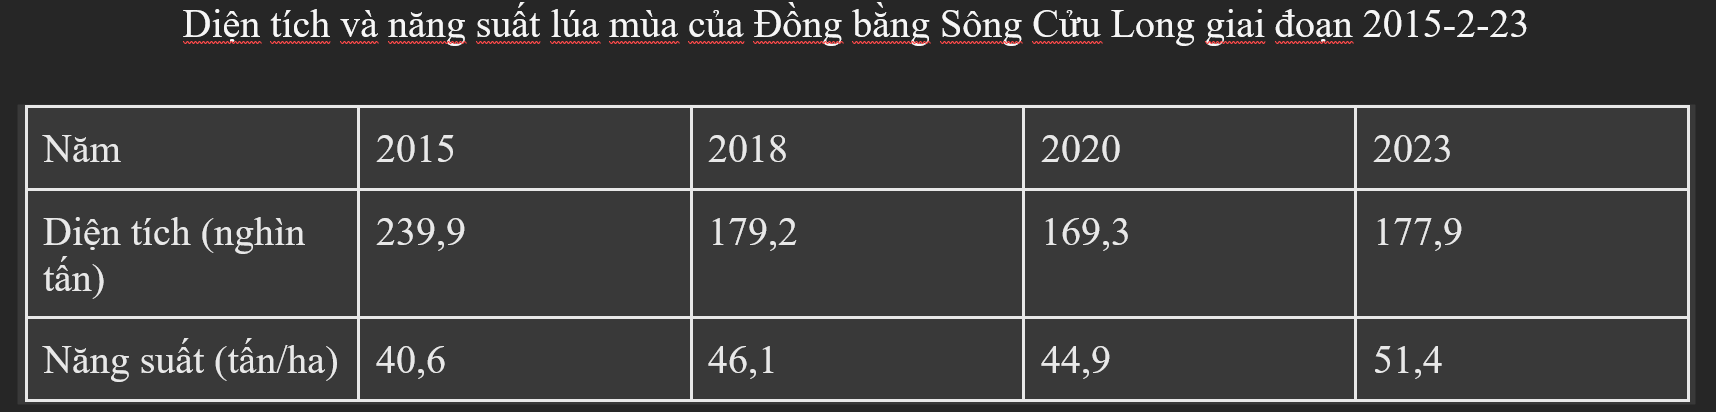 Diện tích và năng suất lúa mùa của Đồng bằng Sông Cửu Long giai đoạn 2015-2-23
Năm 2015 2018 2020 2023
Diện tích (nghìn
tấn) 239,9 179,2 169,3 177,9
Năng suất (tấn/ha) 40,6 46,1 44,9 51,4